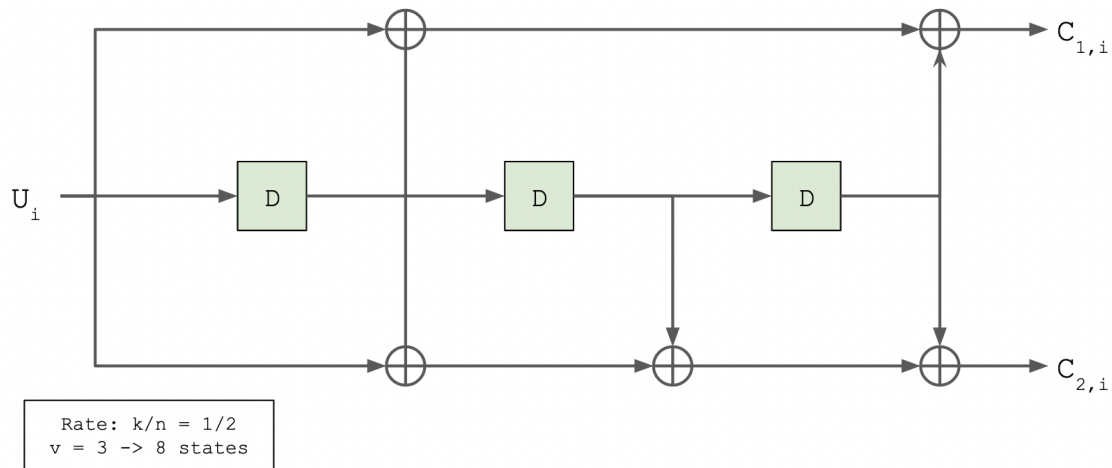 C1,i
Ui
D
D
D
C2,i
Rate: k/n = 1/2
v = 3 -> 8 states